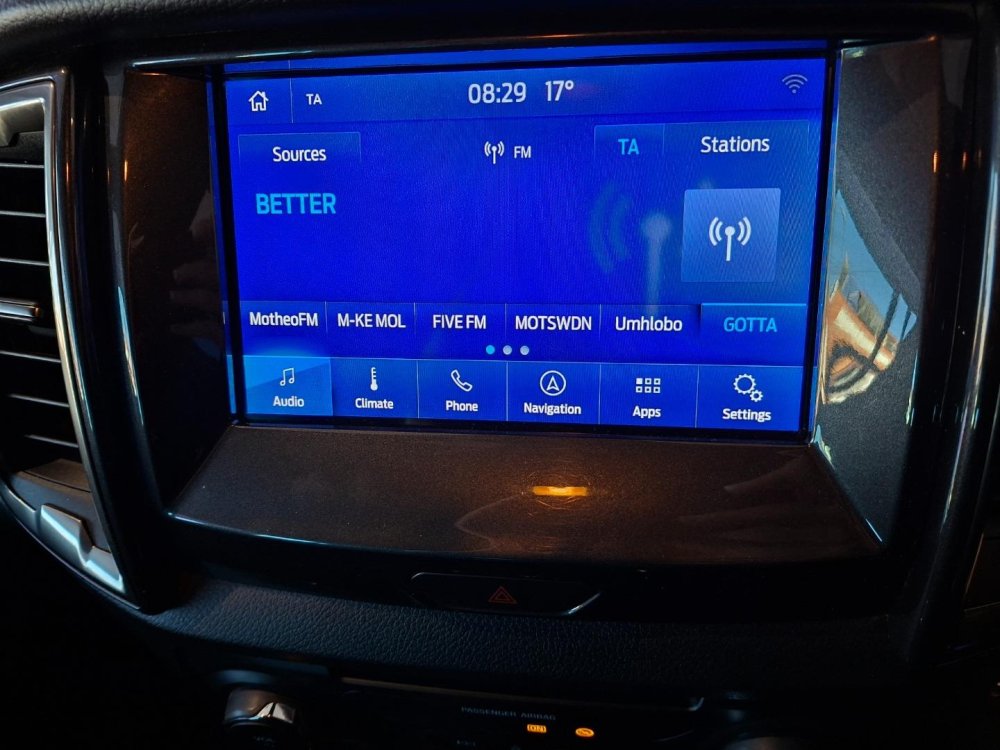 TA 08:29 17°
Sources FM TA Stations
BETTER
MotheoFM M-KE MOL FIVE FM MOTSWDN Umhlobo GOTTA
Audio Climate Phone Navigation Apps Settings
PASSENGER AIRBAG
ON